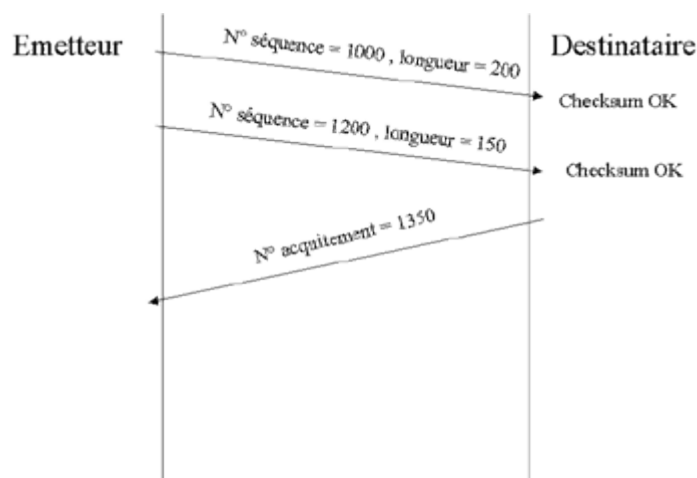 Emetteur
N° séquence = 1000 , longueur = 200
Destinataire
Checksum OK
N° séquence = 1200 , longueur = 150
Checksum OK
N° acquitement = 1350